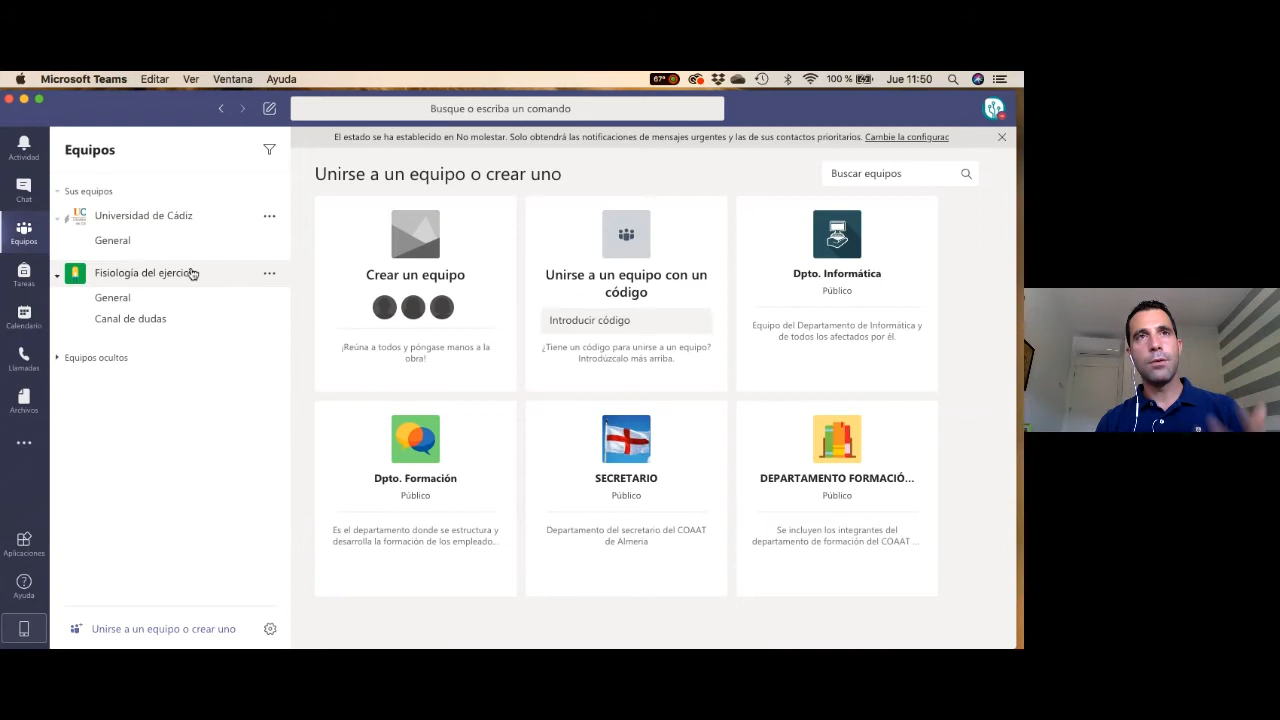 Microsoft Teams Editar Ver Ventana Ayuda 67° 100 % Jue 11:50
Busque o escriba un comando
El estado se ha establecido en No molestar. Solo obtendrá las notificaciones de mensajes urgentes y las de sus contactos prioritarios. Cambie la configurac
Actividad
Chat
Equipos
Tareas
Calendario
Llamadas
Archivos
Aplicaciones
Ayuda
Equipos
Sus equipos
Universidad de Cádiz
General
Fisiología del ejercicio
General
Canal de dudas
Equipos ocultos
Unirse a un equipo o crear uno
Unirse a un equipo o crear uno
Buscar equipos
Crear un equipo
¡Reúna a todos y póngase manos a la
obra!
Unirse a un equipo con un
código
Introducir código
¿Tiene un código para unirse a un equipo?
Introdúzcalo más arriba.
Dpto. Informática
Público
Equipo del Departamento de Informática y
de todos los afectados por él.
Dpto. Formación
Público
Es el departamento donde se estructura y
desarrolla la formación de los empleado...
SECRETARIO
Público
Departamento del secretario del COAAT
de Almeria
DEPARTAMENTO FORMACIÓ...
Público
Se incluyen los integrantes del
departamento de formación del COAAT ...